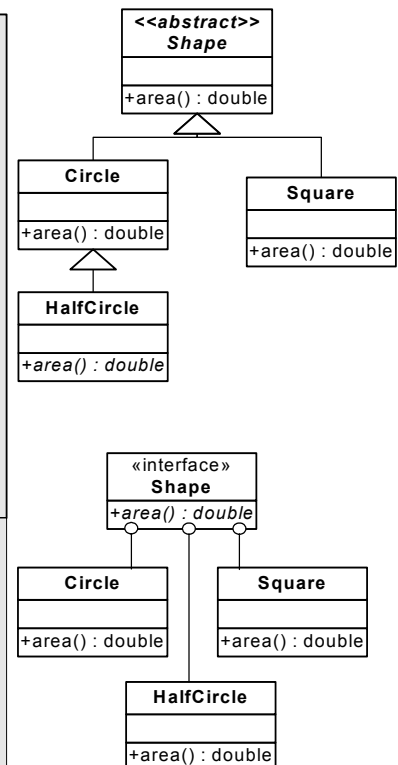 <<abstract>>
Shape
+area() : double
Circle
+area() : double
Square
+area() : double
HalfCircle
+area() : double
«interface»
Shape
+area() : double
Circle
+area() : double
Square
+area() : double
HalfCircle
+area() : double